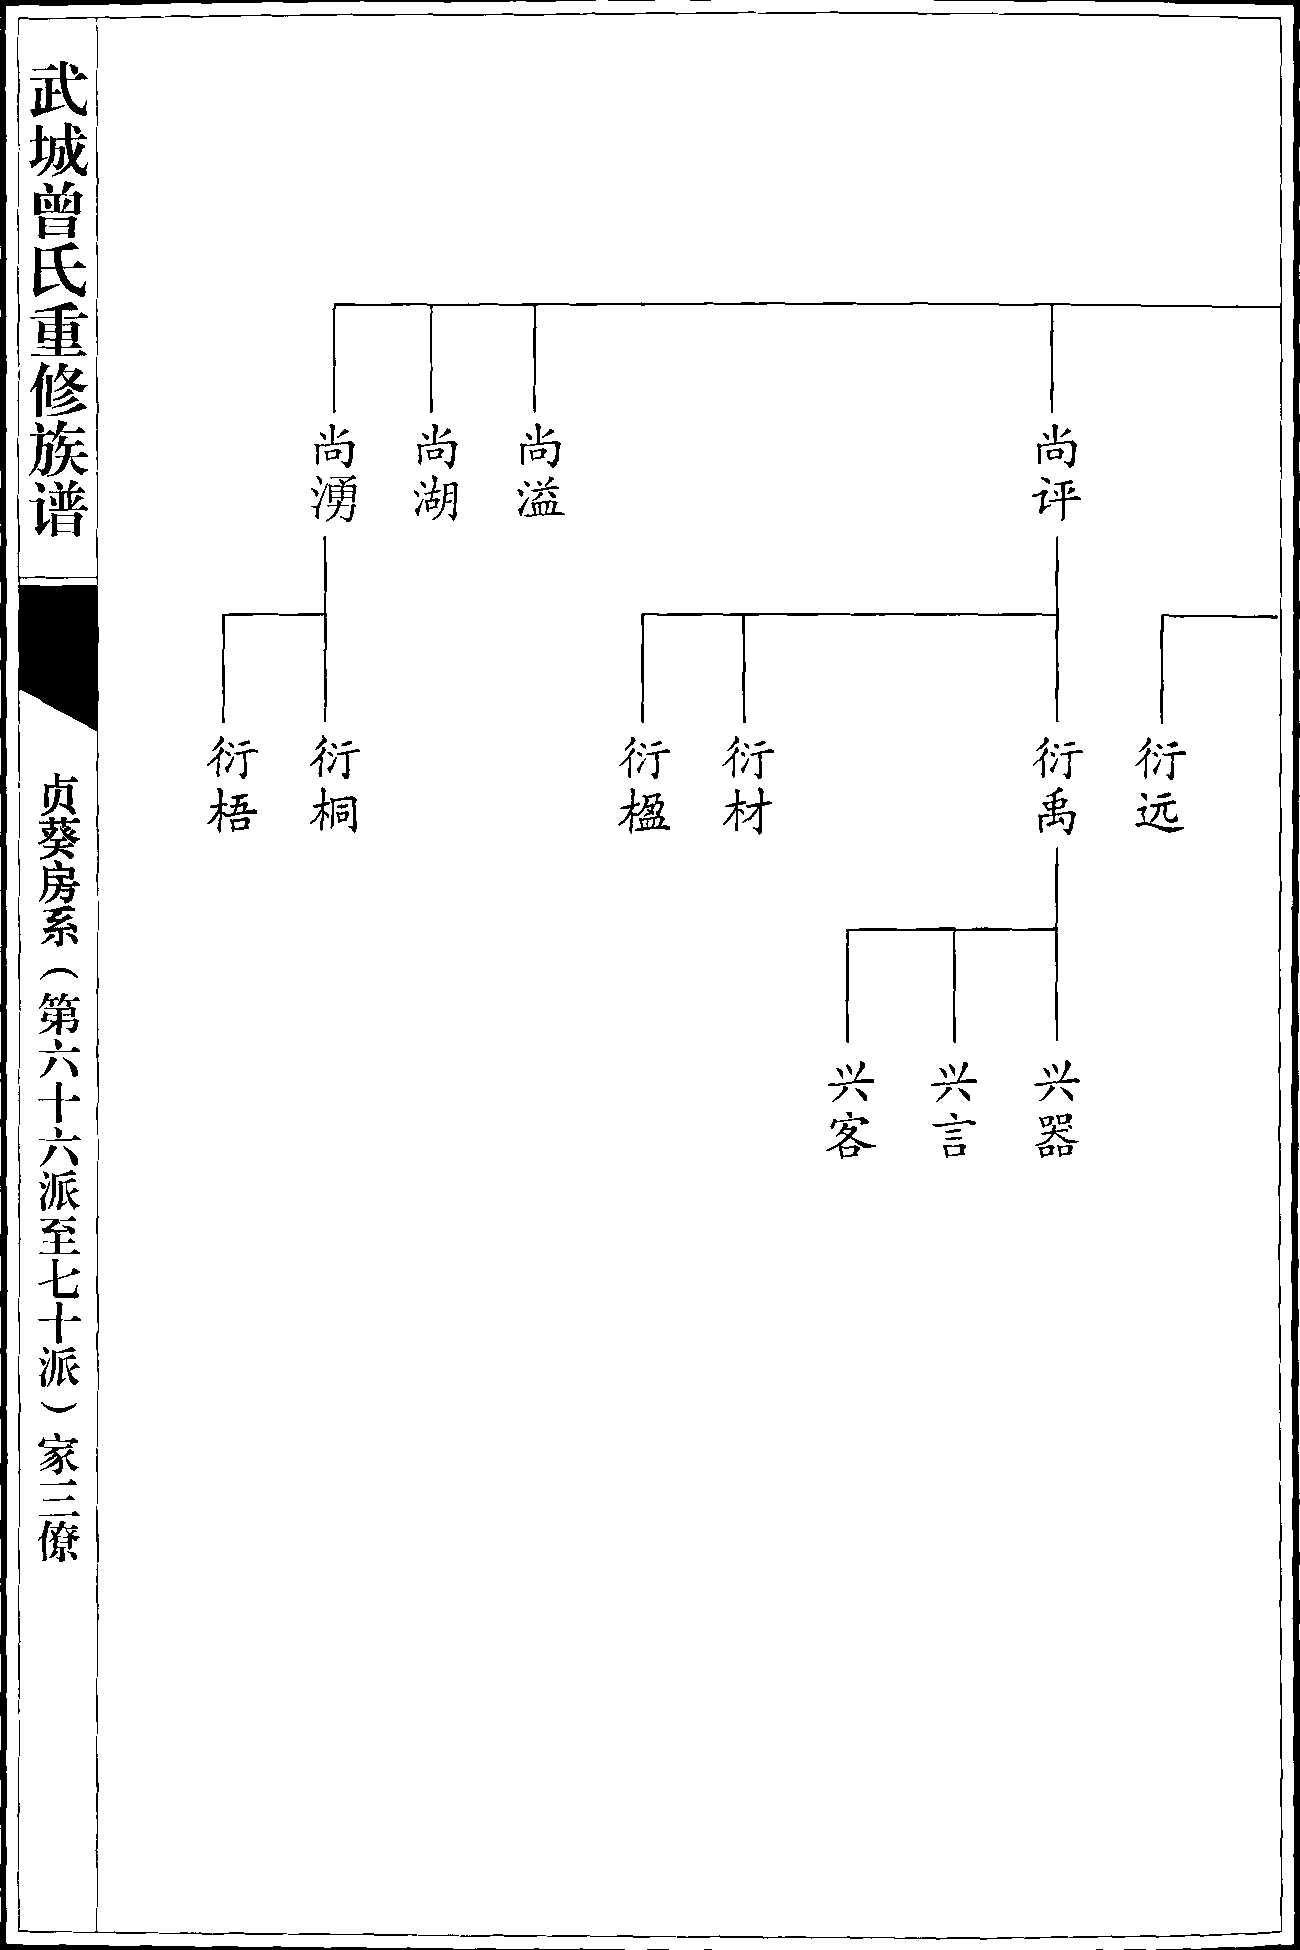 武城曾氏重修族谱
贞葵房系（第六十六派至七十派）家三僚
尚评
尚溢
尚湖
尚湧
衍远
衍禹
衍材
衍楹
衍桐
衍梧
兴器
兴言
兴客